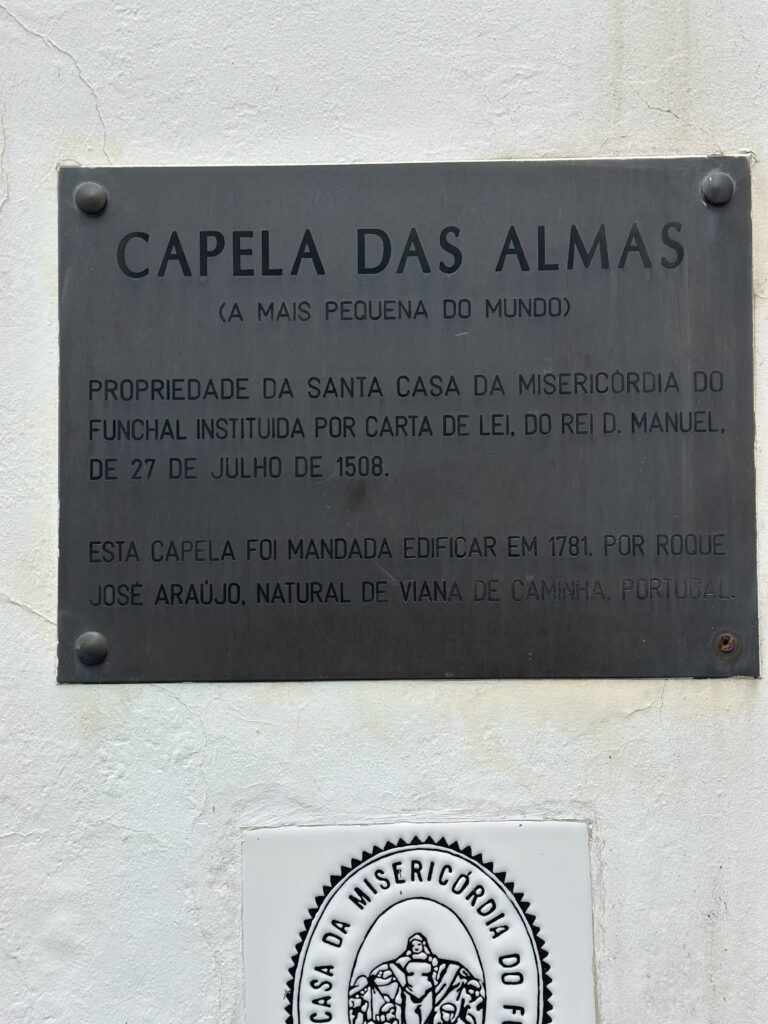 CAPELA DAS ALMAS
(A MAIS PEQUENA DO MUNDO)
PROPRIEDADE DA SANTA CASA DA MISERICÓRDIA DO
FUNCHAL INSTITUIDA POR CARTA DE LEI, DO REI D. MANUEL,
DE 27 DE JULHO DE 1508.
ESTA CAPELA FOI MANDADA EDIFICAR EM 1781. POR ROQUE
JOSÉ ARAÚJO, NATURAL DE VIANA DE CAMINHA, PORTUGAL.
CASA DA MISERICÓRDIA DO F